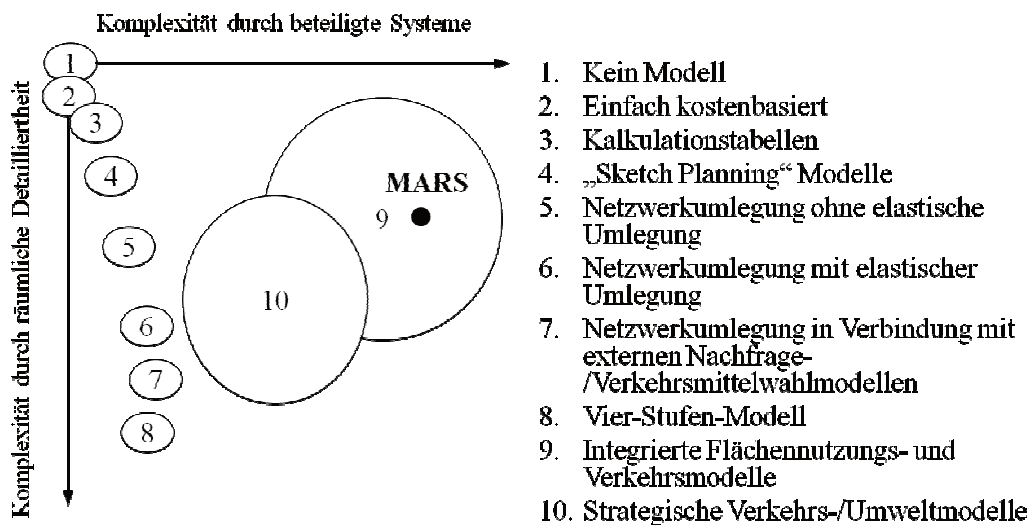 Komplexität durch beteiligte Systeme
Komplexität durch räumliche Detailliertheit
1
2
3
4
5
6
7
8
MARS
9
10
1. Kein Modell
2. Einfach kostenbasiert
3. Kalkulationstabellen
4. „Sketch Planning“ Modelle
5. Netzwerkumlegung ohne elastische
Umlegung
6. Netzwerkumlegung mit elastischer
Umlegung
7. Netzwerkumlegung in Verbindung mit
externen Nachfrage-
/Verkehrsmittelwahlmodellen
8. Vier-Stufen-Modell
9. Integrierte Flächennutzungs- und
Verkehrsmodelle
10. Strategische Verkehrs-/Umweltmodelle